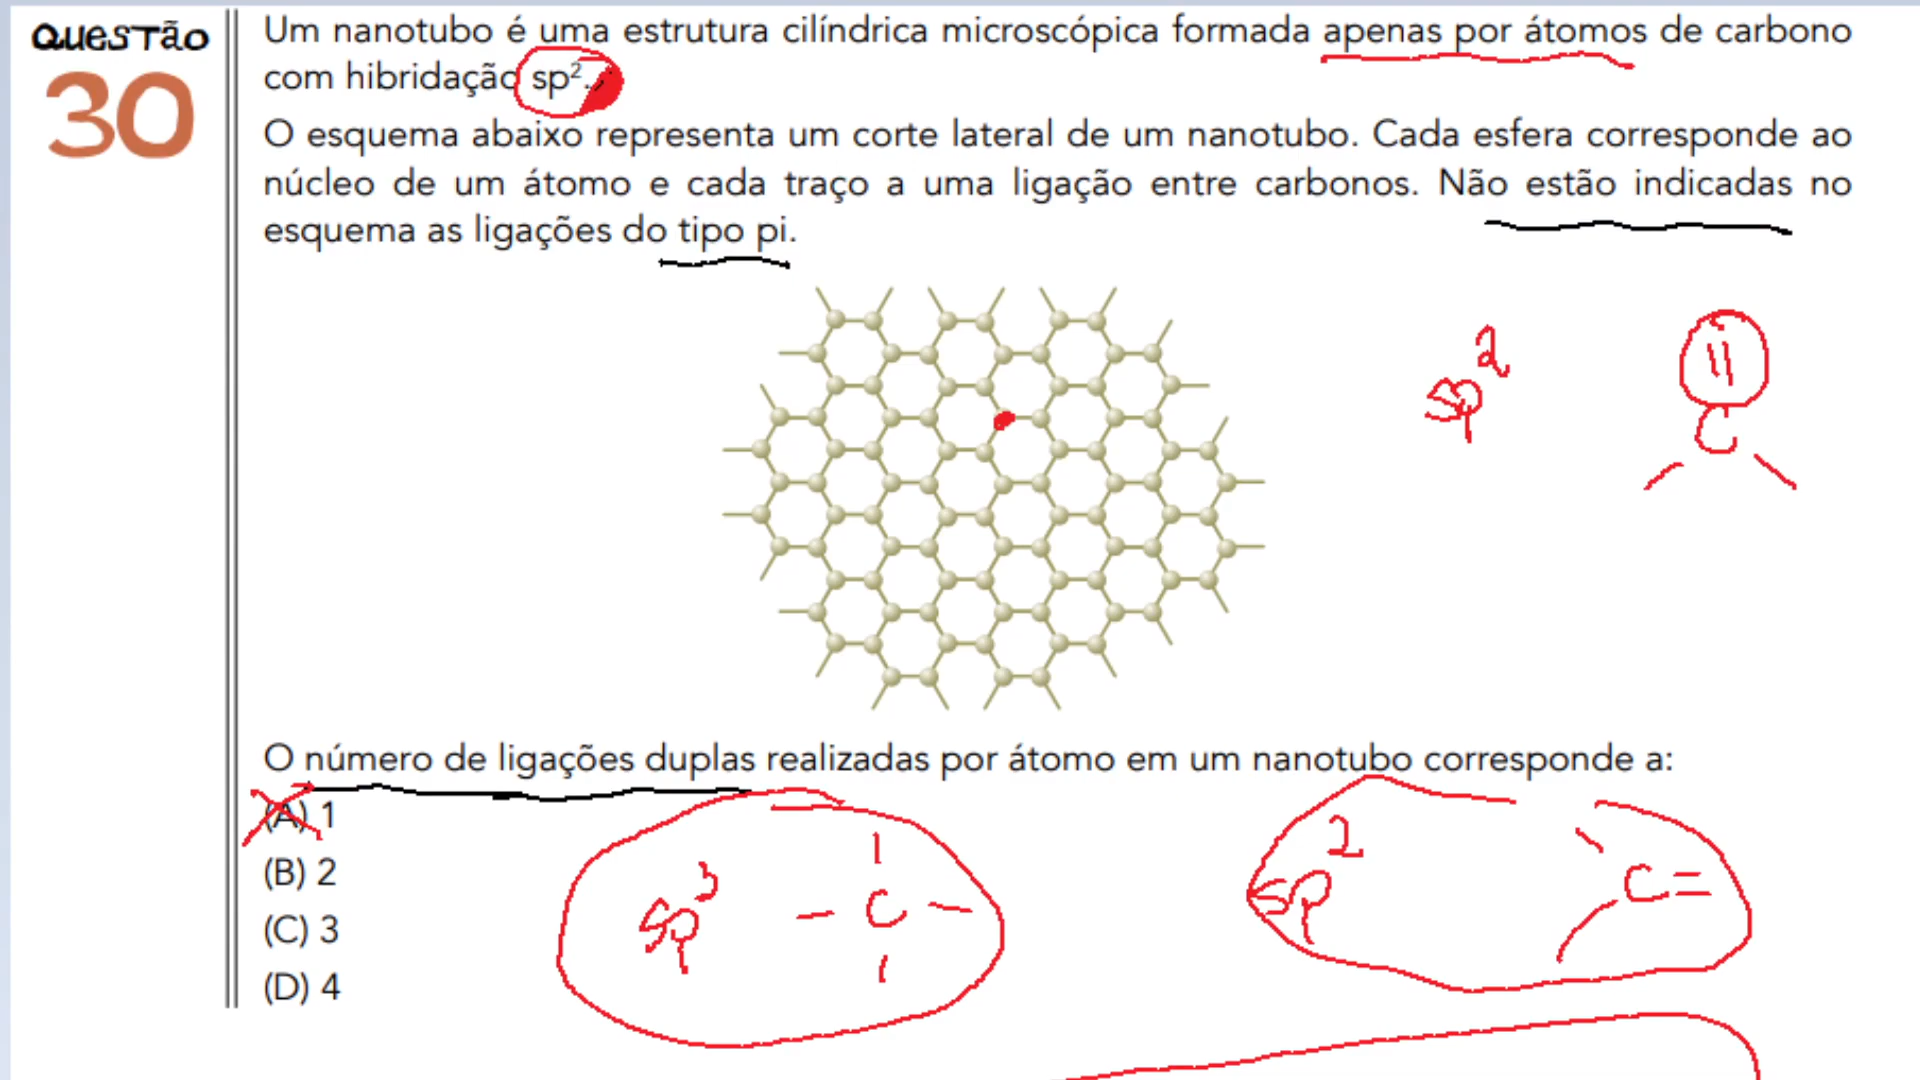 QUESTÃO
30
Um nanotubo é uma estrutura cilíndrica microscópica formada apenas por átomos de carbono
com hibridação sp².
O esquema abaixo representa um corte lateral de um nanotubo. Cada esfera corresponde ao
núcleo de um átomo e cada traço a uma ligação entre carbonos. Não estão indicadas no
esquema as ligações do tipo pi.
sp²
C
O número de ligações duplas realizadas por átomo em um nanotubo corresponde a:
(A) 1
(B) 2
(C) 3
(D) 4
sp³ – C –
sp² C =